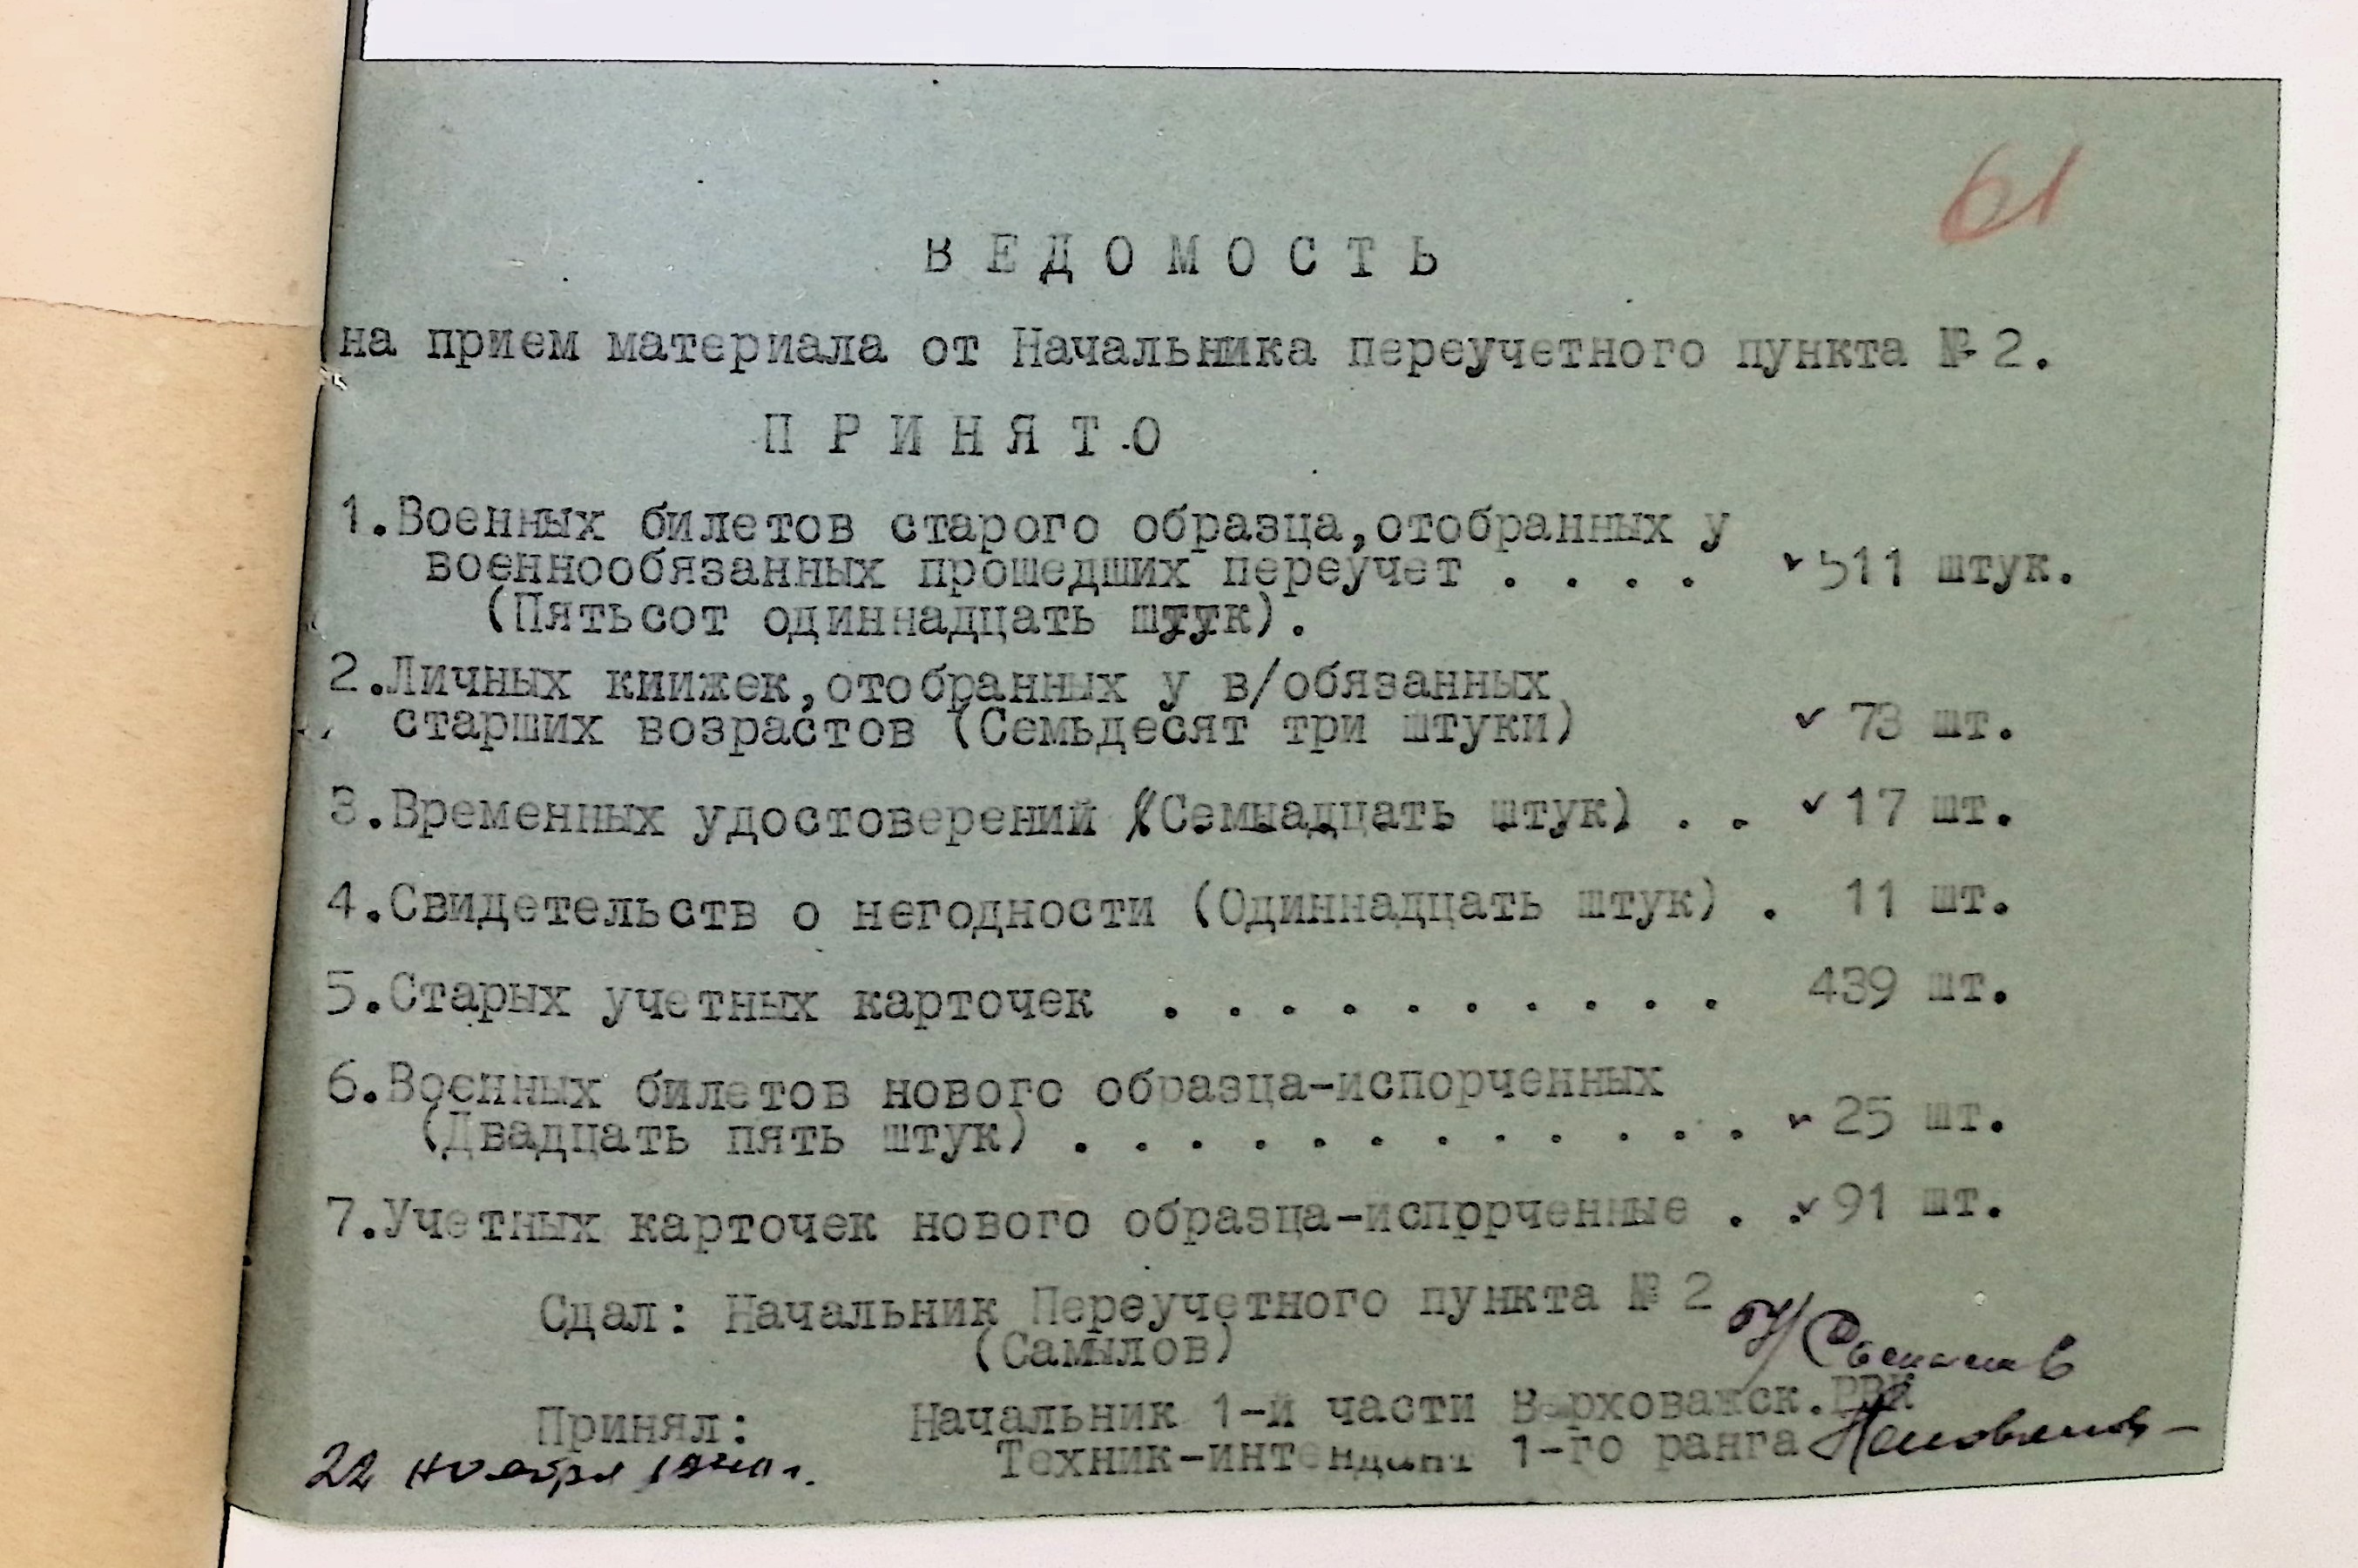 61
В Е Д О М О С Т Ь
на прием материала от Начальника переучетного пункта № 2.
П Р И Н Я Т О
1.Военных билетов старого образца,отобранных у
военнообязанных прошедших переучет . . . . 511 штук.
(Пятьсот одиннадцать штук).
2.Личных книжек,отобранных у в/обязанных
старших возрастов (Семьдесят три штуки) 73 шт.
3.Временных удостоверений (Семнадцать штук) . . 17 шт.
4.Свидетельств о негодности (Одиннадцать штук) . 11 шт.
5.Старых учетных карточек . . . . . . . . . . 439 шт.
6.Военных билетов нового образца-испорченных
(Двадцать пять штук) . . . . . . . . . . . . 25 шт.
7.Учетных карточек нового образца-испорченные . . 91 шт.
Сдал: Начальник Переучетного пункта № 2
(Самылов)
Принял: Начальник 1-й части Верховажск.РВК
Техник-интендант 1-го ранга
22 ноября 1940 г.